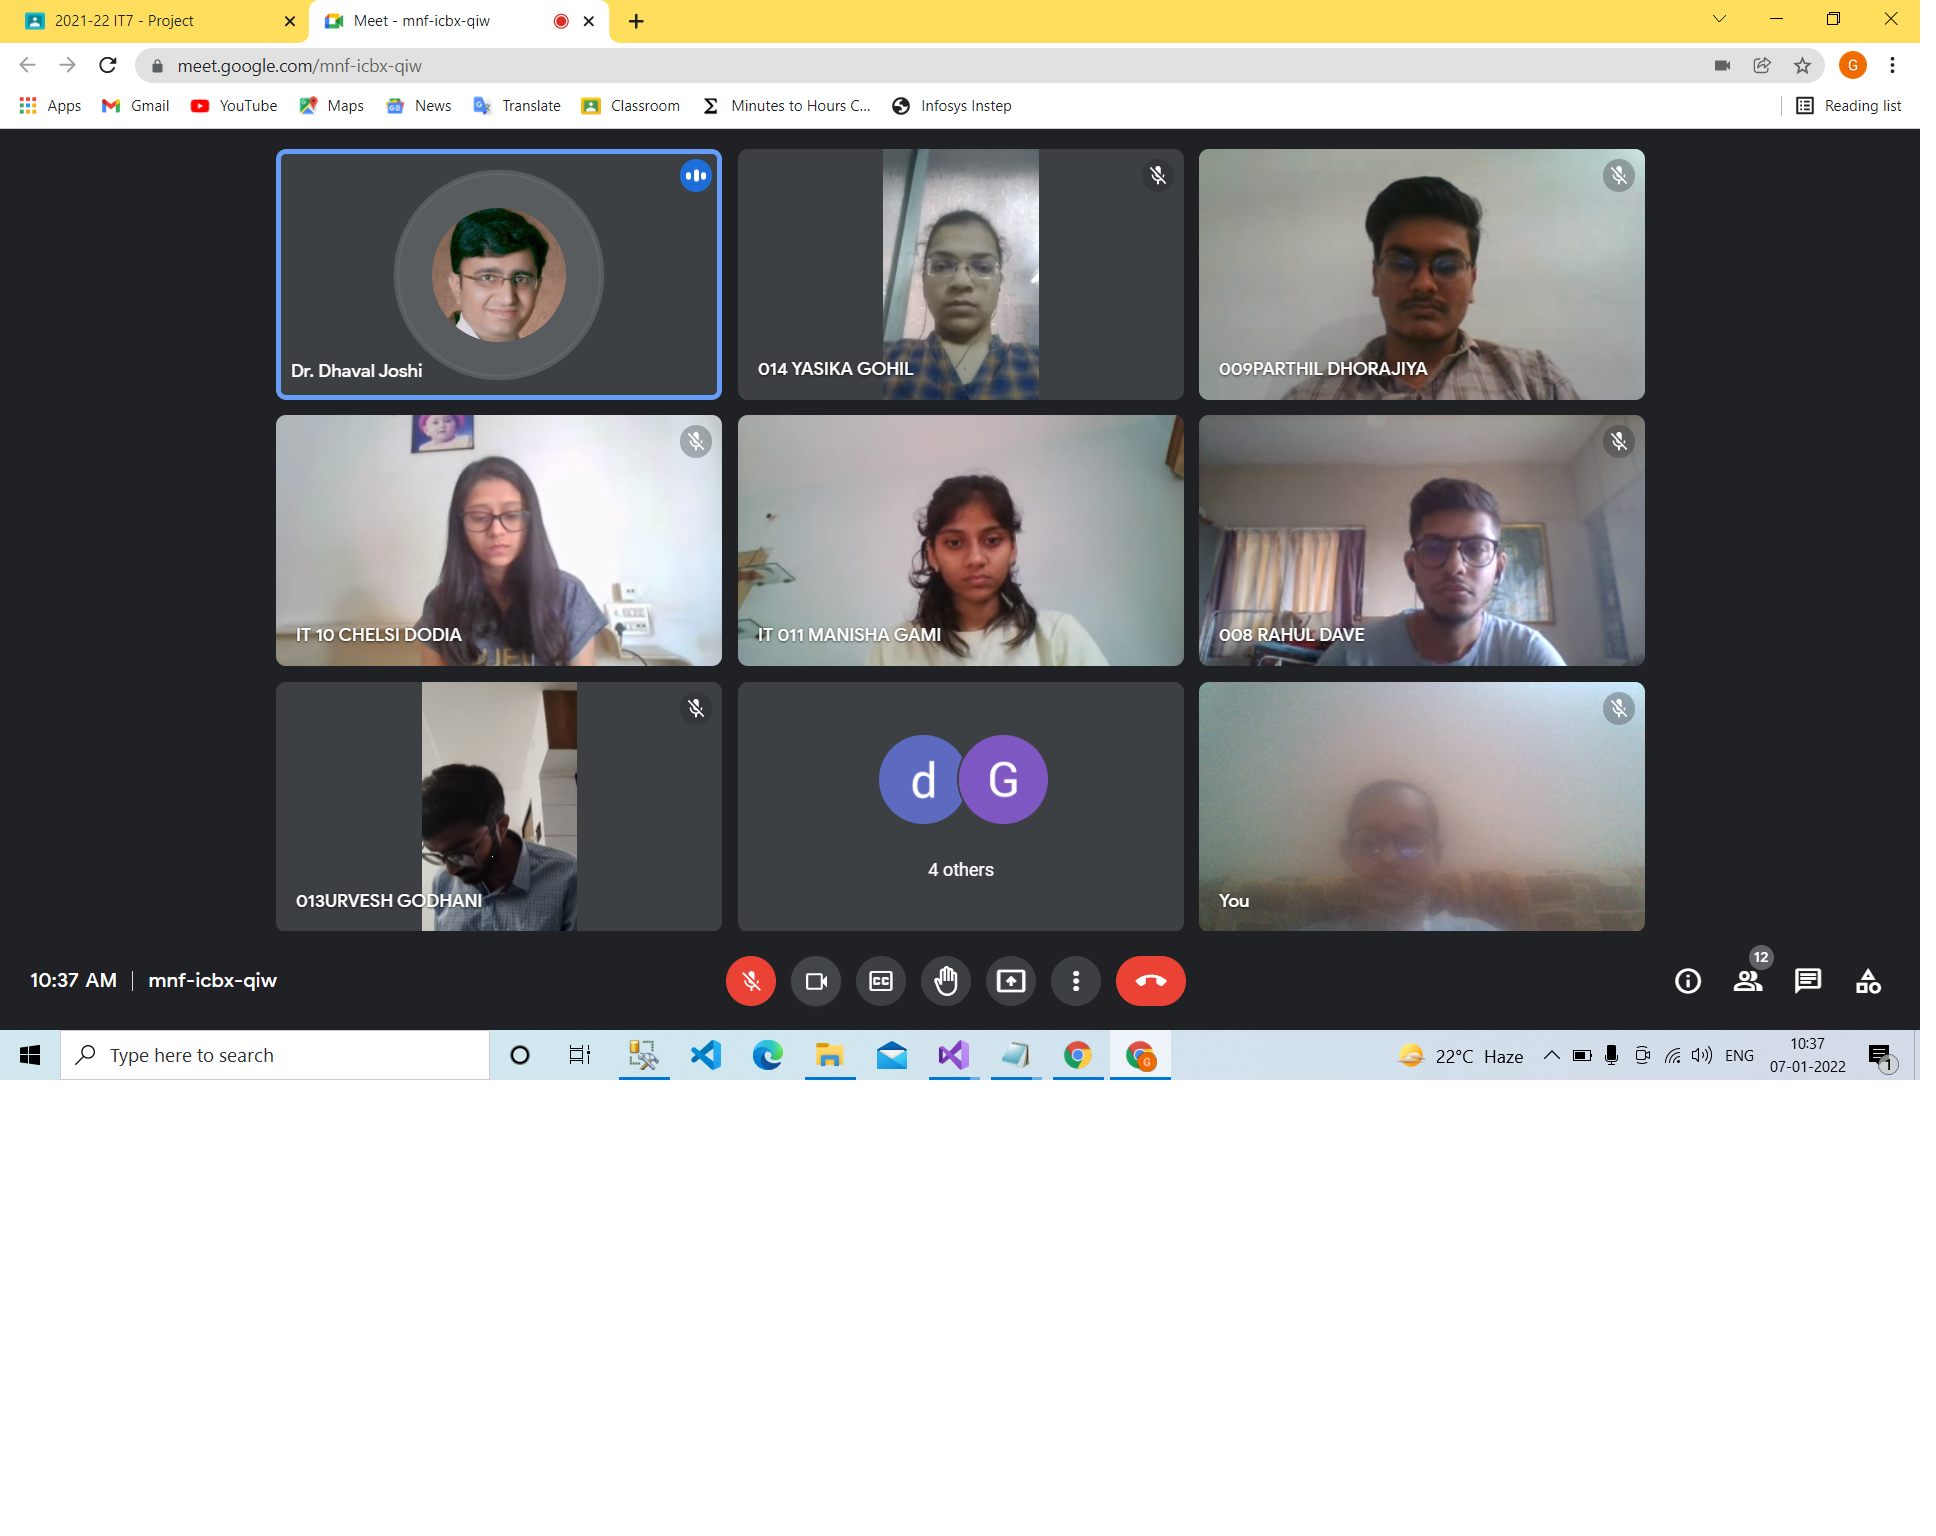 2021-22 IT7 - Project
Meet - mnf-icbx-qiw
meet.google.com/mnf-icbx-qiw
G
Apps
Gmail
YouTube
Maps
News
Translate
Classroom
Minutes to Hours C...
Infosys Instep
Reading list
Dr. Dhaval Joshi
014 YASIKA GOHIL
009PARTHIL DHORAJIYA
IT 10 CHELSI DODIA
IT 011 MANISHA GAMI
008 RAHUL DAVE
013URVESH GODHANI
d G
4 others
You
10:37 AM | mnf-icbx-qiw
CC
12
Type here to search
G
22°C Haze
ENG
10:37
07-01-2022
1